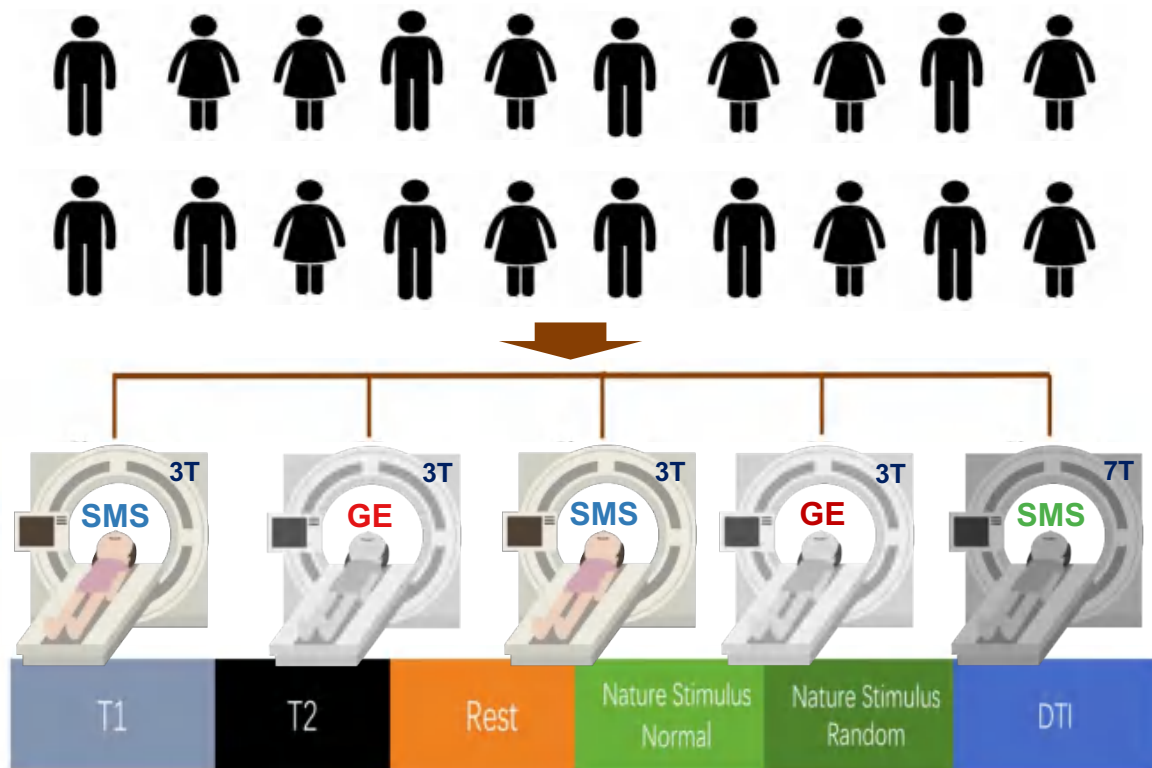 3T
3T
3T
3T
7T
SMS
GE
SMS
GE
SMS
T1
T2
Rest
Nature Stimulus
Normal
Nature Stimulus
Random
DTI